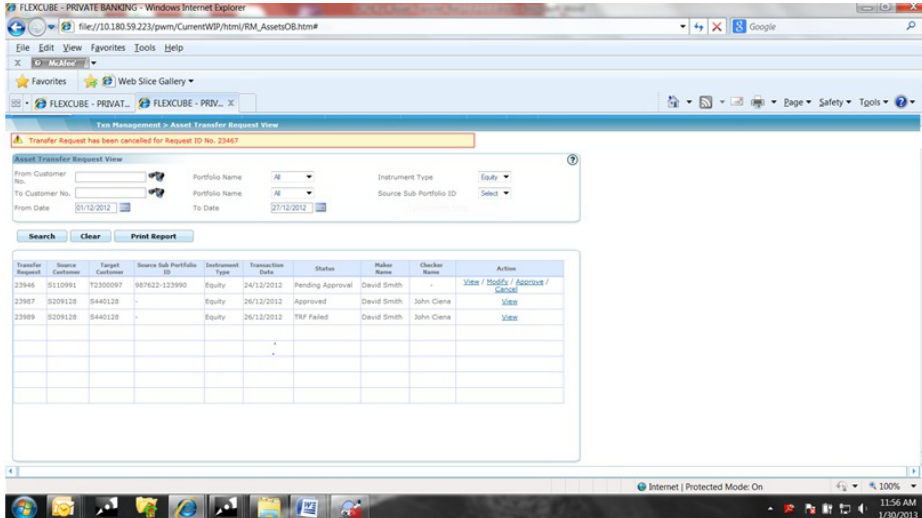 FLEXCUBE - PRIVATE BANKING - Windows Internet Explorer
file://10.180.59.223/pwm/CurrentWIP/html/RM_AssetsOB.htm#
Google
File Edit View Favorites Tools Help
X McAfee
Favorites Web Slice Gallery
FLEXCUBE - PRIVAT... FLEXCUBE - PRIV... X Page Safety Tools
Txn Management > Asset Transfer Request View
Transfer Request has been cancelled for Request ID No. 23467
Asset Transfer Request View ?
From Customer No. Portfolio Name All Instrument Type Equity
To Customer No. Portfolio Name All Source Sub Portfolio ID Select
From Date 01/12/2012 To Date 27/12/2012
Search Clear Print Report
Transfer Request Source Customer Target Customer Source Sub Portfolio ID Instrument Type Transaction Date Status Maker Name Checker Name Action
23946 S110991 T2300097 987622-123990 Equity 24/12/2012 Pending Approval David Smith - View / Modify / Approve / Cancel
23987 S209128 S440128 - Equity 26/12/2012 Approved David Smith John Ciena View
23989 S209128 S440128 - Equity 26/12/2012 TRF Failed David Smith John Ciena View
Internet | Protected Mode: On 100%
11:56 AM
1/30/2013